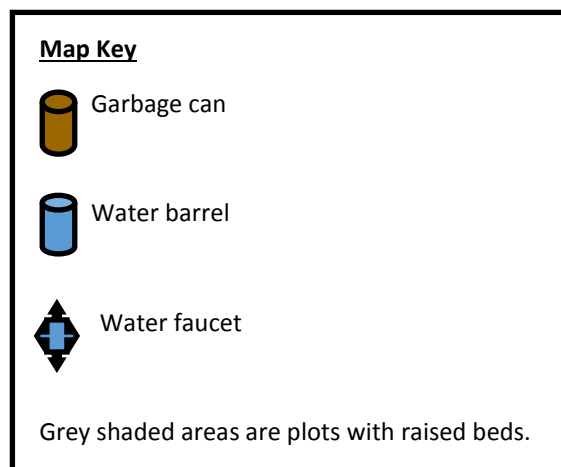 Map Key
Garbage can
Water barrel
Water faucet
Grey shaded areas are plots with raised beds.